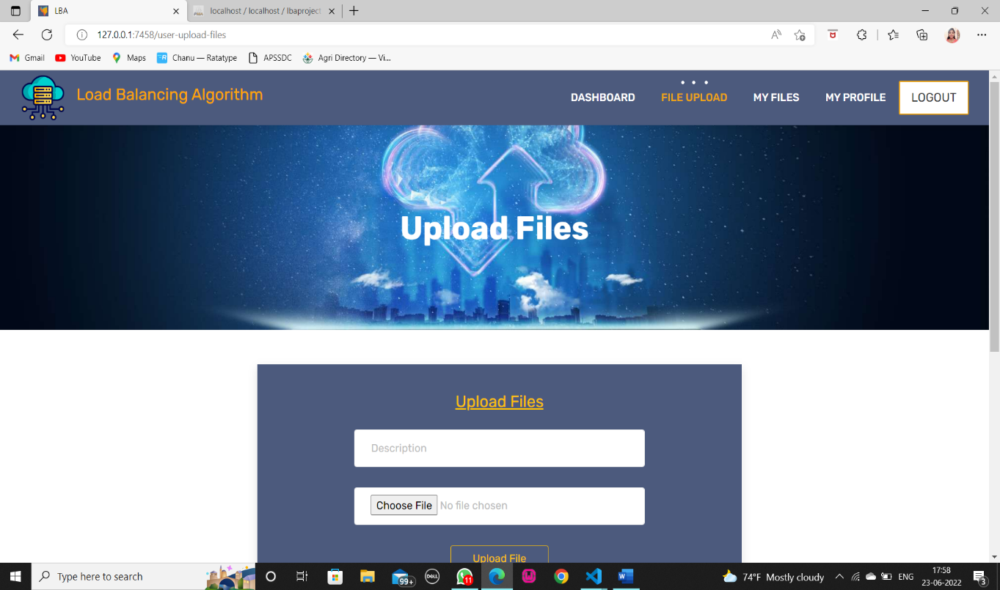 LBA
localhost / localhost / lbaproject
127.0.0.1:7458/user-upload-files
Gmail
YouTube
Maps
Chanu — Ratatype
APSSDC
Agri Directory — Vi...
Load Balancing Algorithm
DASHBOARD
FILE UPLOAD
MY FILES
MY PROFILE
LOGOUT
Upload Files
Upload Files
Description
Choose File No file chosen
Upload File
Type here to search
99+
DELL
11
W
74°F Mostly cloudy
ENG
17:58
23-06-2022
3